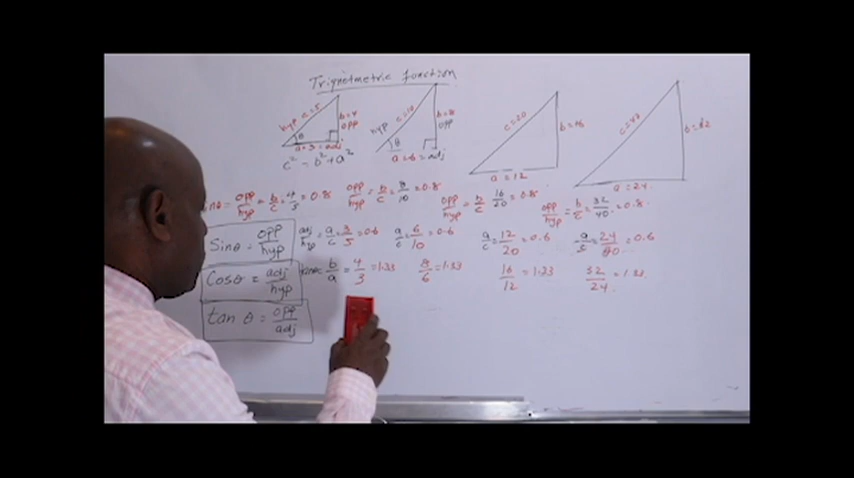 Trignometric function
hyp c=5 b=4 opp θ a=3=adj
c² = b²+a²
hyp c=10 b=8 opp θ a=6=adj
c=20 b=16 a=12
b=32 a=24
sinθ = opp/hyp = b/c = 4/5 = 0.8
opp/hyp = b/c = 8/10 = 0.8
opp/hyp = b/c 16/20 = 0.8
opp/hyp = b/c = 32/40 = 0.8
Sinθ = opp/hyp
adj/hyp = a/c = 3/5 = 0.6
a/c = 6/10 = 0.6
a/c = 12/20 = 0.6
a/c = 24/40 = 0.6
Cosθ = adj/hyp
b/a = 4/3 = 1.33
8/6 = 1.33
16/12 = 1.33
32/24 = 1.33
tan θ = opp/adj